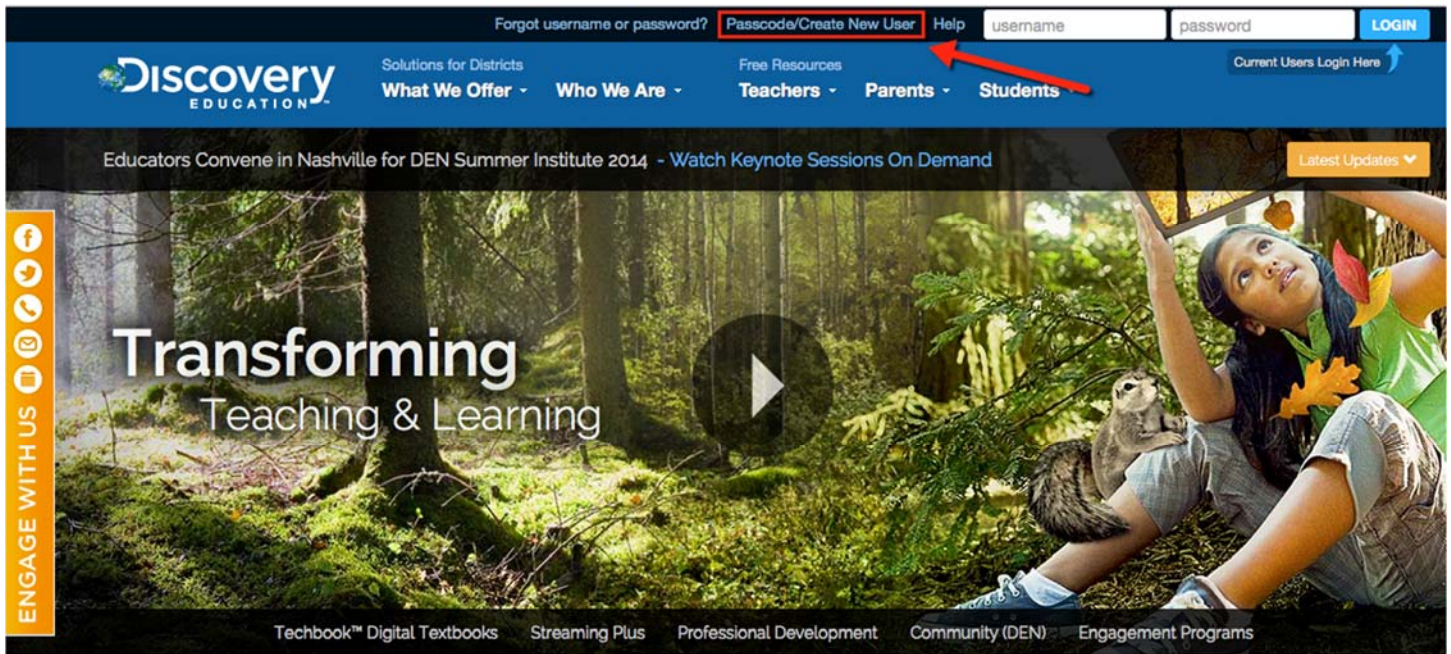 Forgot username or password? Passcode/Create New User Help username password LOGIN
Current Users Login Here
DISCOVERY
EDUCATION
Solutions for Districts
What We Offer
Who We Are
Free Resources
Teachers
Parents
Students
Educators Convene in Nashville for DEN Summer Institute 2014 - Watch Keynote Sessions On Demand
Latest Updates
ENGAGE WITH US
Transforming
Teaching & Learning
Techbook™ Digital Textbooks Streaming Plus Professional Development Community (DEN) Engagement Programs